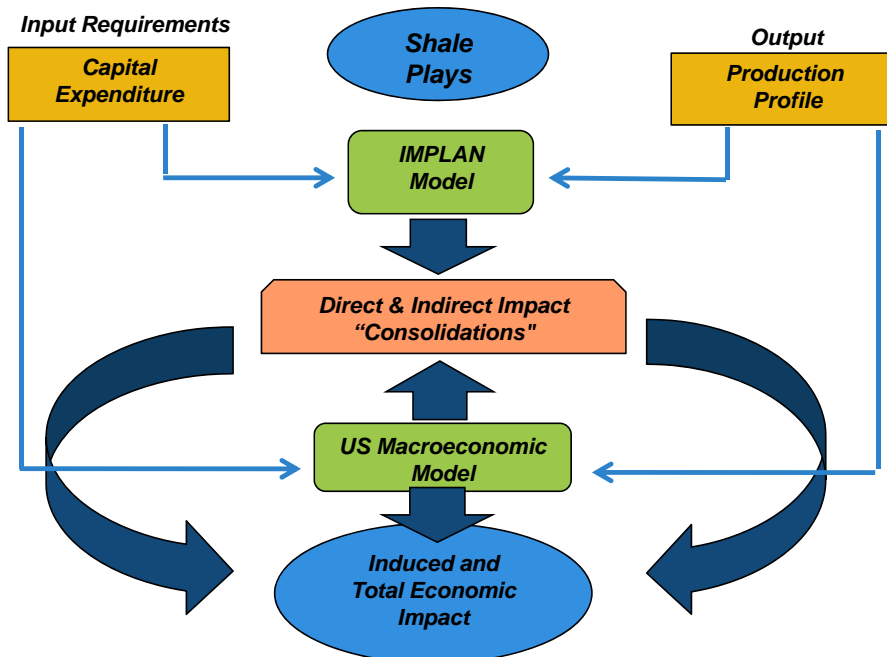 Input Requirements
Capital
Expenditure
Shale
Plays
Output
Production
Profile
IMPLAN
Model
Direct & Indirect Impact
“Consolidations"
US Macroeconomic
Model
Induced and
Total Economic
Impact